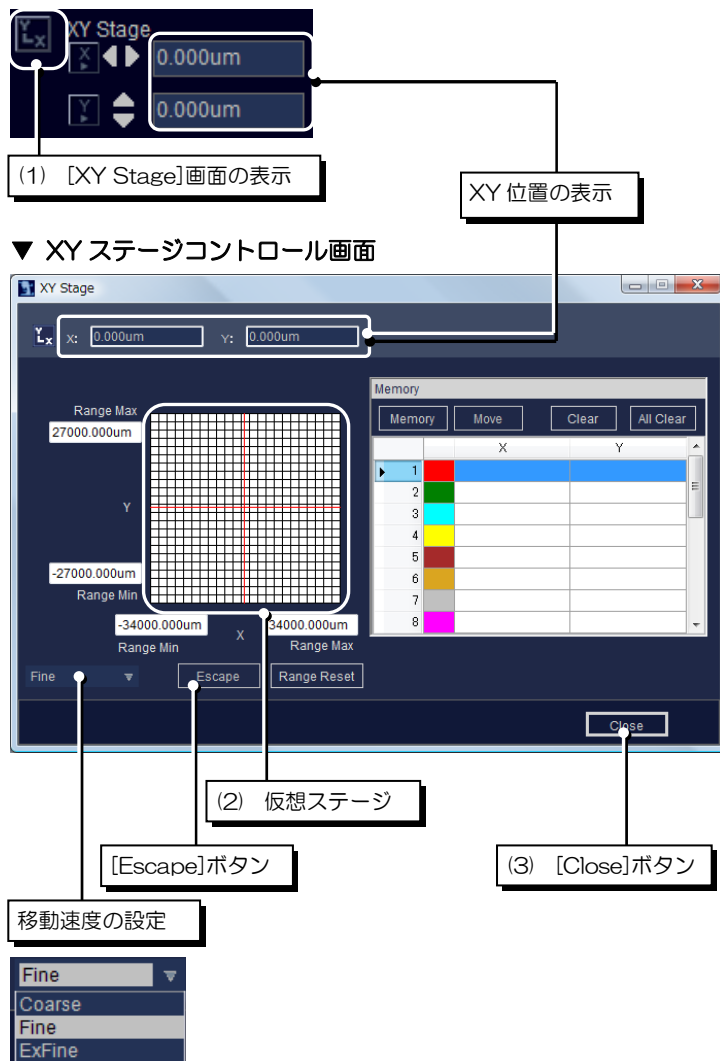 XY Stage
Y
X
X
0.000um
Y
0.000um
(1) [XY Stage]画面の表示
XY 位置の表示
▼ XY ステージコントロール画面
XY Stage
X: 0.000um Y: 0.000um
Memory
Memory Move Clear All Clear
X Y
1
2
3
4
5
6
7
8
Range Max
27000.000um
Y
-27000.000um
Range Min
-34000.000um X 34000.000um
Range Min Range Max
Fine Escape Range Reset
Close
(2) 仮想ステージ
[Escape]ボタン
(3) [Close]ボタン
移動速度の設定
Fine
Coarse
Fine
ExFine